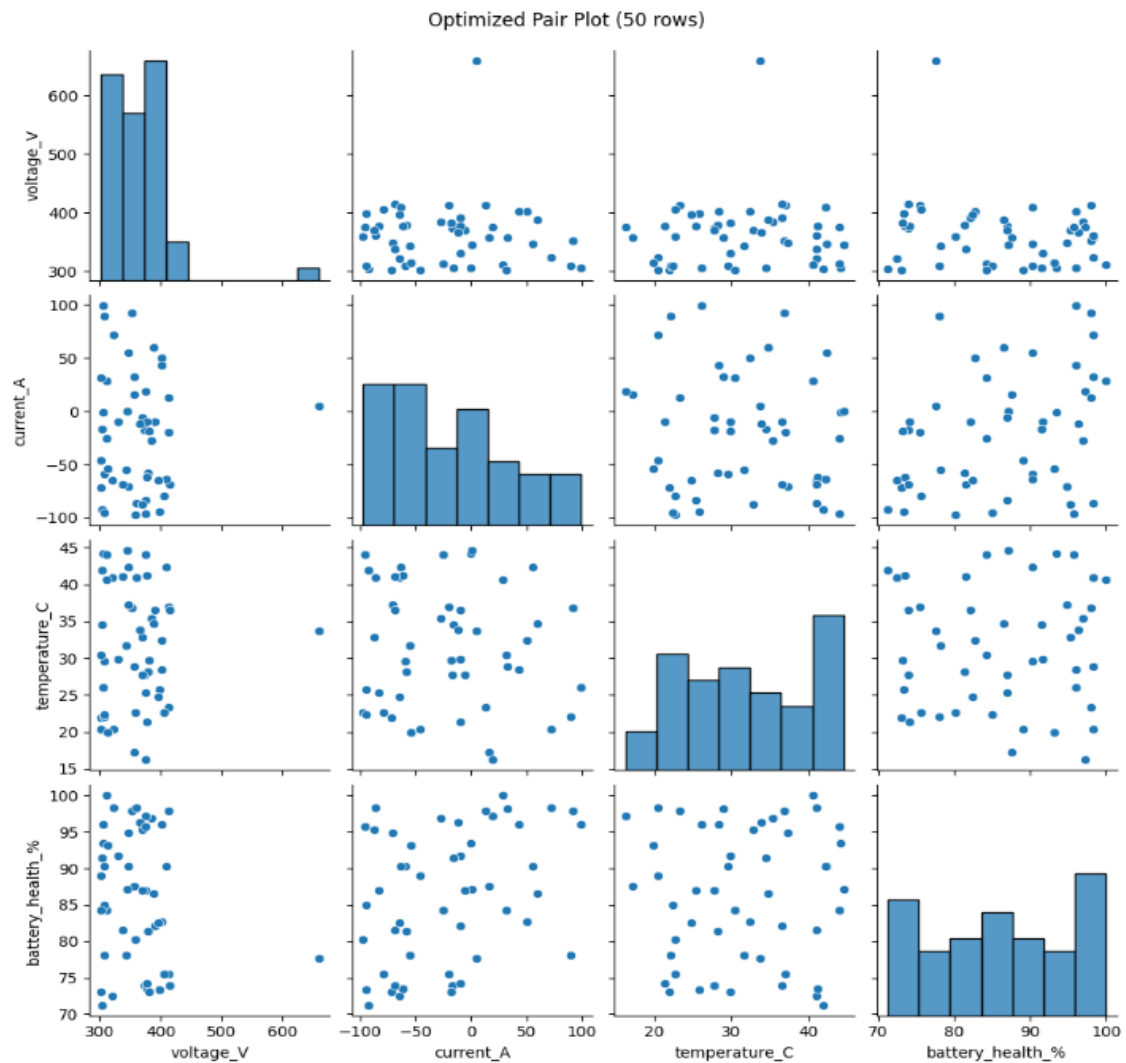 Optimized Pair Plot (50 rows)
voltage_V
600
500
400
300
current_A
100
50
0
−50
−100
temperature_C
45
40
35
30
25
20
15
battery_health_%
100
95
90
85
80
75
70
300 400 500 600
−100 −50 0 50 100
20 30 40
70 80 90 100
voltage_V
current_A
temperature_C
battery_health_%